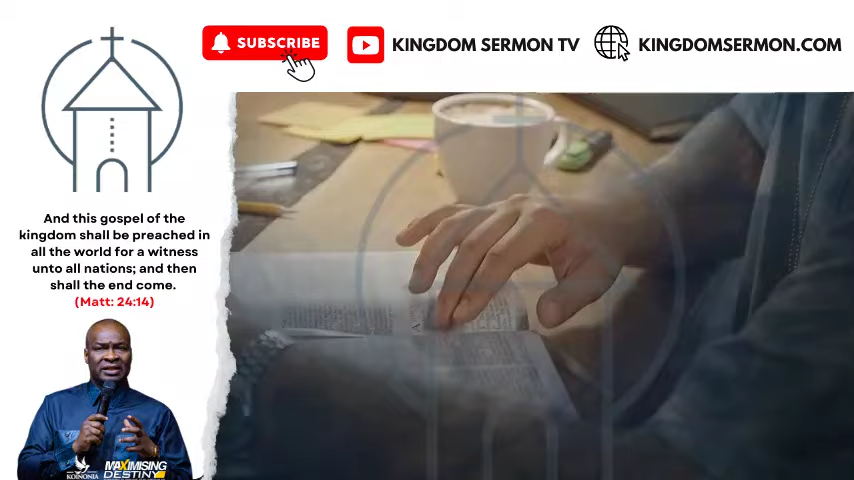 SUBSCRIBE
KINGDOM SERMON TV
KINGDOMSERMON.COM
And this gospel of the
kingdom shall be preached in
all the world for a witness
unto all nations; and then
shall the end come.
(Matt: 24:14)
KOINONIA
MAXIMISING
DESTINY